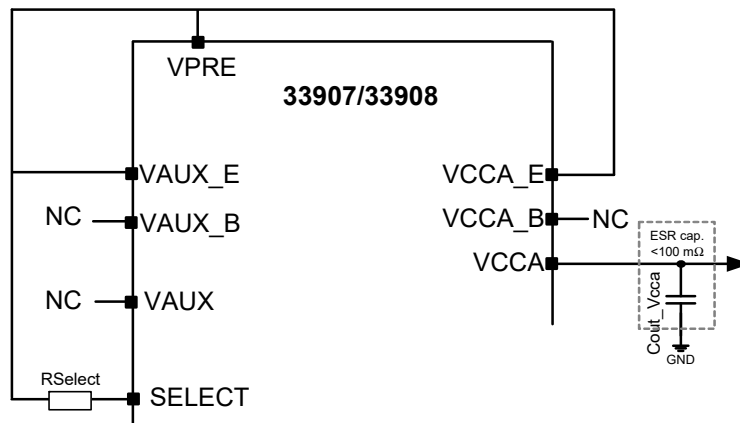 VPRE
33907/33908
VAUX_E
VCCA_E
NC
VAUX_B
VCCA_B
NC
ESR cap.
<100 mΩ
VCCA
NC
VAUX
Cout_Vcca
GND
RSelect
SELECT